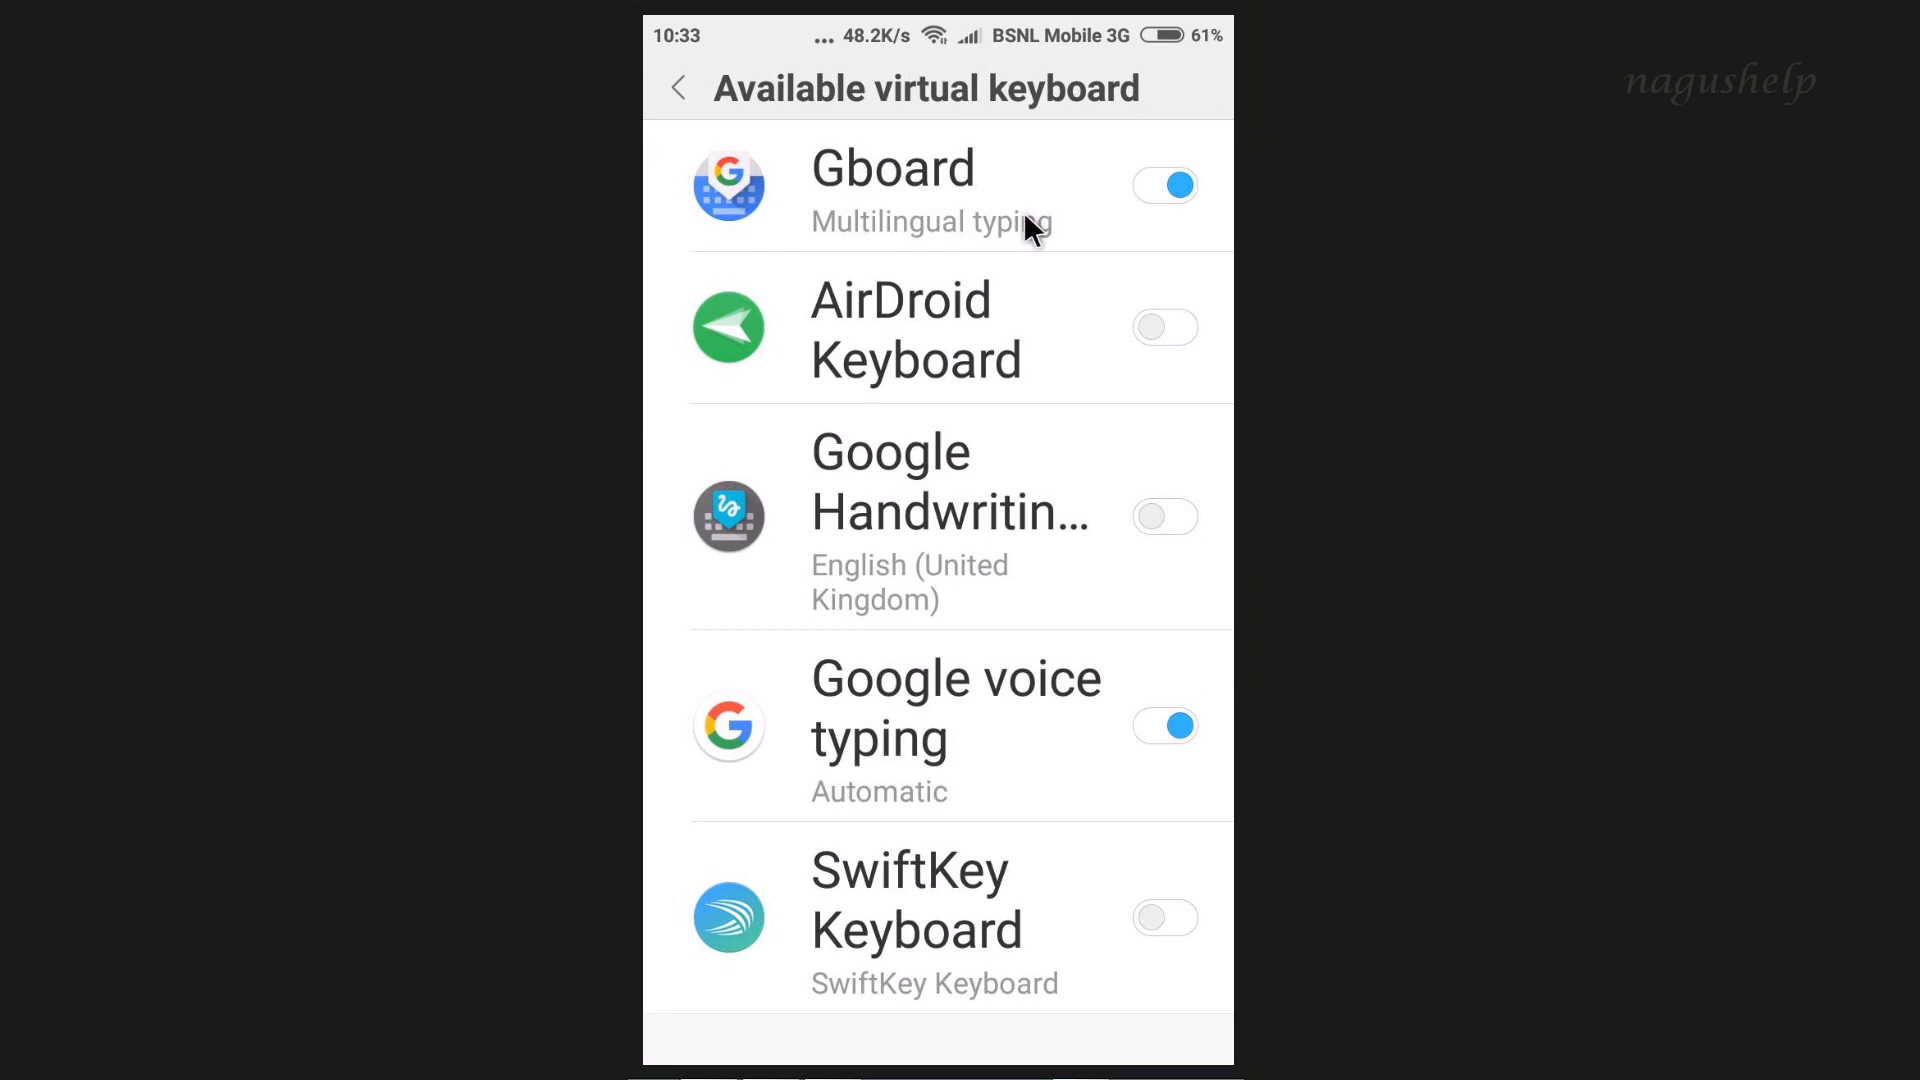 10:33 ... 48.2K/s BSNL Mobile 3G 61%
nagushelp
Available virtual keyboard
Gboard
Multilingual typing
AirDroid
Keyboard
Google
Handwritin...
English (United
Kingdom)
Google voice
typing
Automatic
SwiftKey
Keyboard
SwiftKey Keyboard